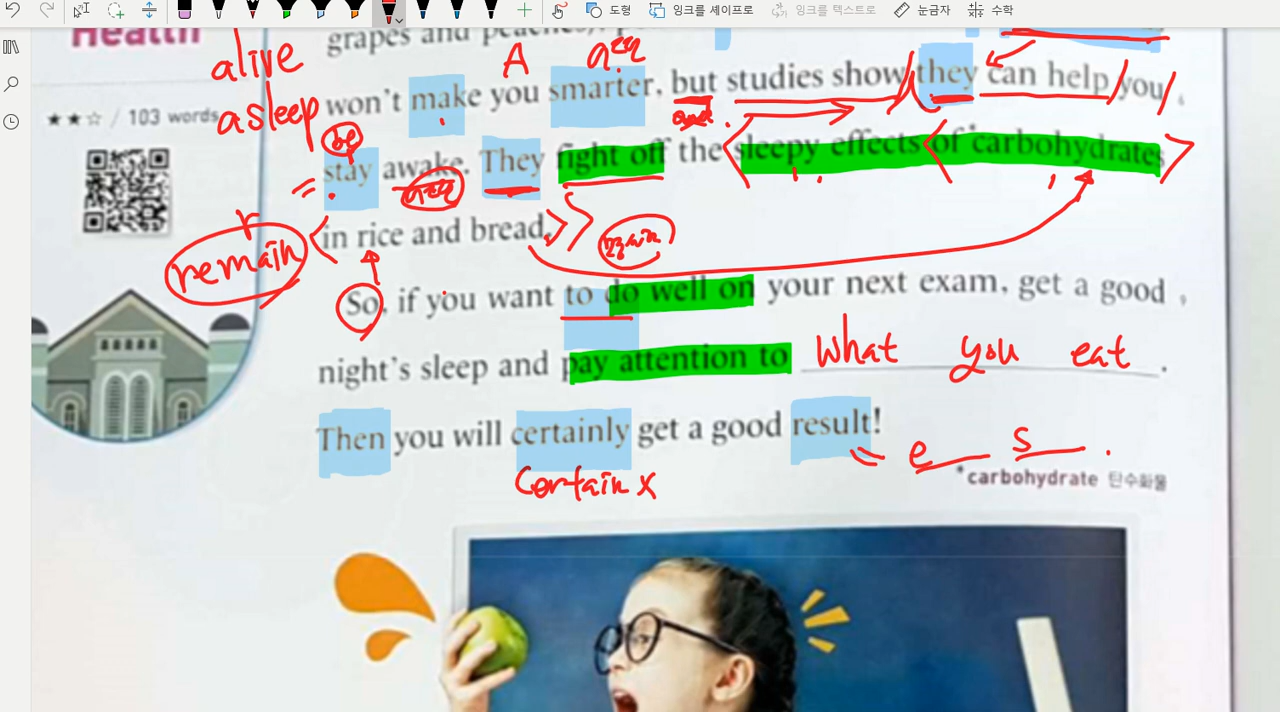 도형 잉크를 셰이프로 잉크를 텍스트로 눈금자 수학
Health
grapes and peaches
alive
A
asleep won't make you smarter, but studies show they can help you
★★☆ / 103 words
be
stay awake. They fight off the sleepy effects of *carbohydrates
= remain
in rice and bread.
So, if you want to do well on your next exam, get a good
night's sleep and pay attention to what you eat.
Then you will certainly get a good result!
= e s .
Certain x
*carbohydrate 탄수화물